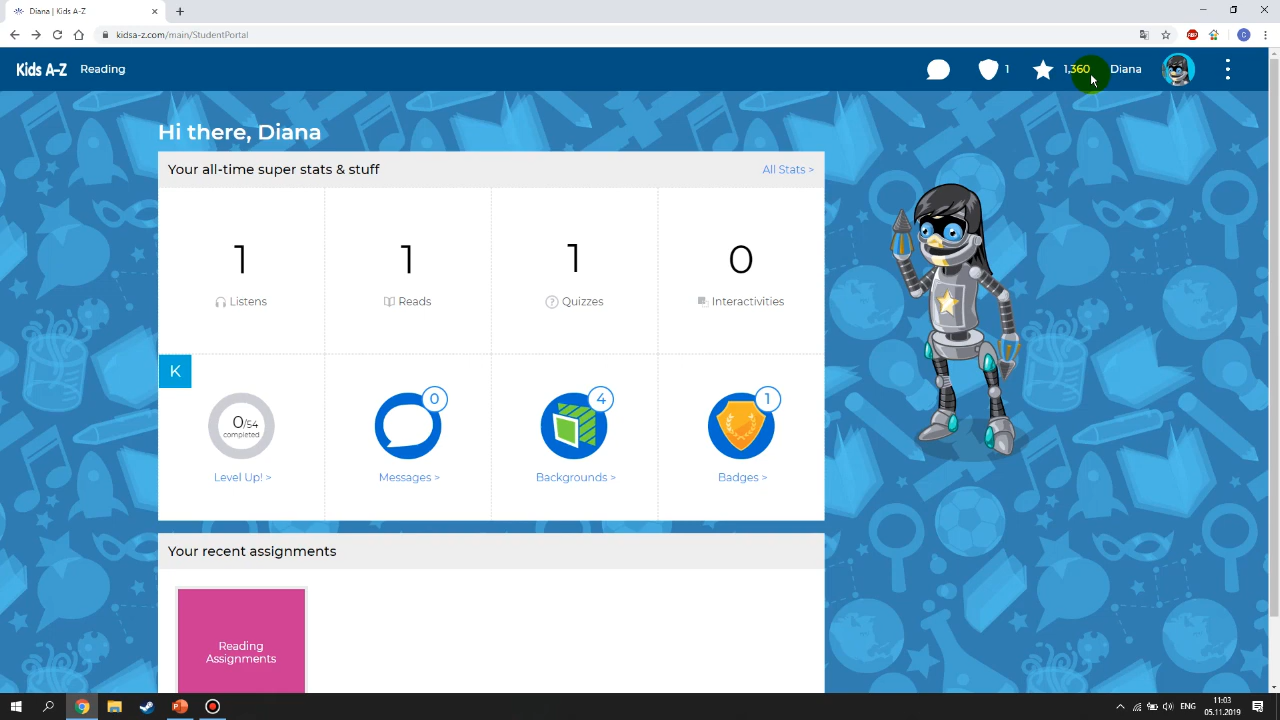 Diana | Kids A-Z
kidsa-z.com/main/StudentPortal
ABP
C
Kids A-Z Reading 1 1,360 Diana
Hi there, Diana
Your all-time super stats & stuff All Stats >
1 1 1 0
Listens Reads ? Quizzes Interactivities
K
0/54 0 4 1
completed
Level Up! > Messages > Backgrounds > Badges >
Your recent assignments
Reading
Assignments
ENG
11:03
05.11.2019